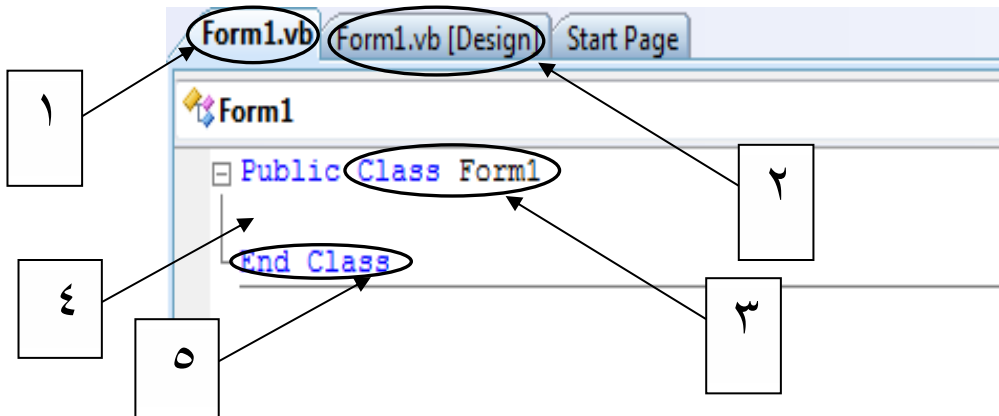 Form1.vb Form1.vb [Design] Start Page
١
Form1
Public Class Form1
٢
End Class
٤
٣
٥